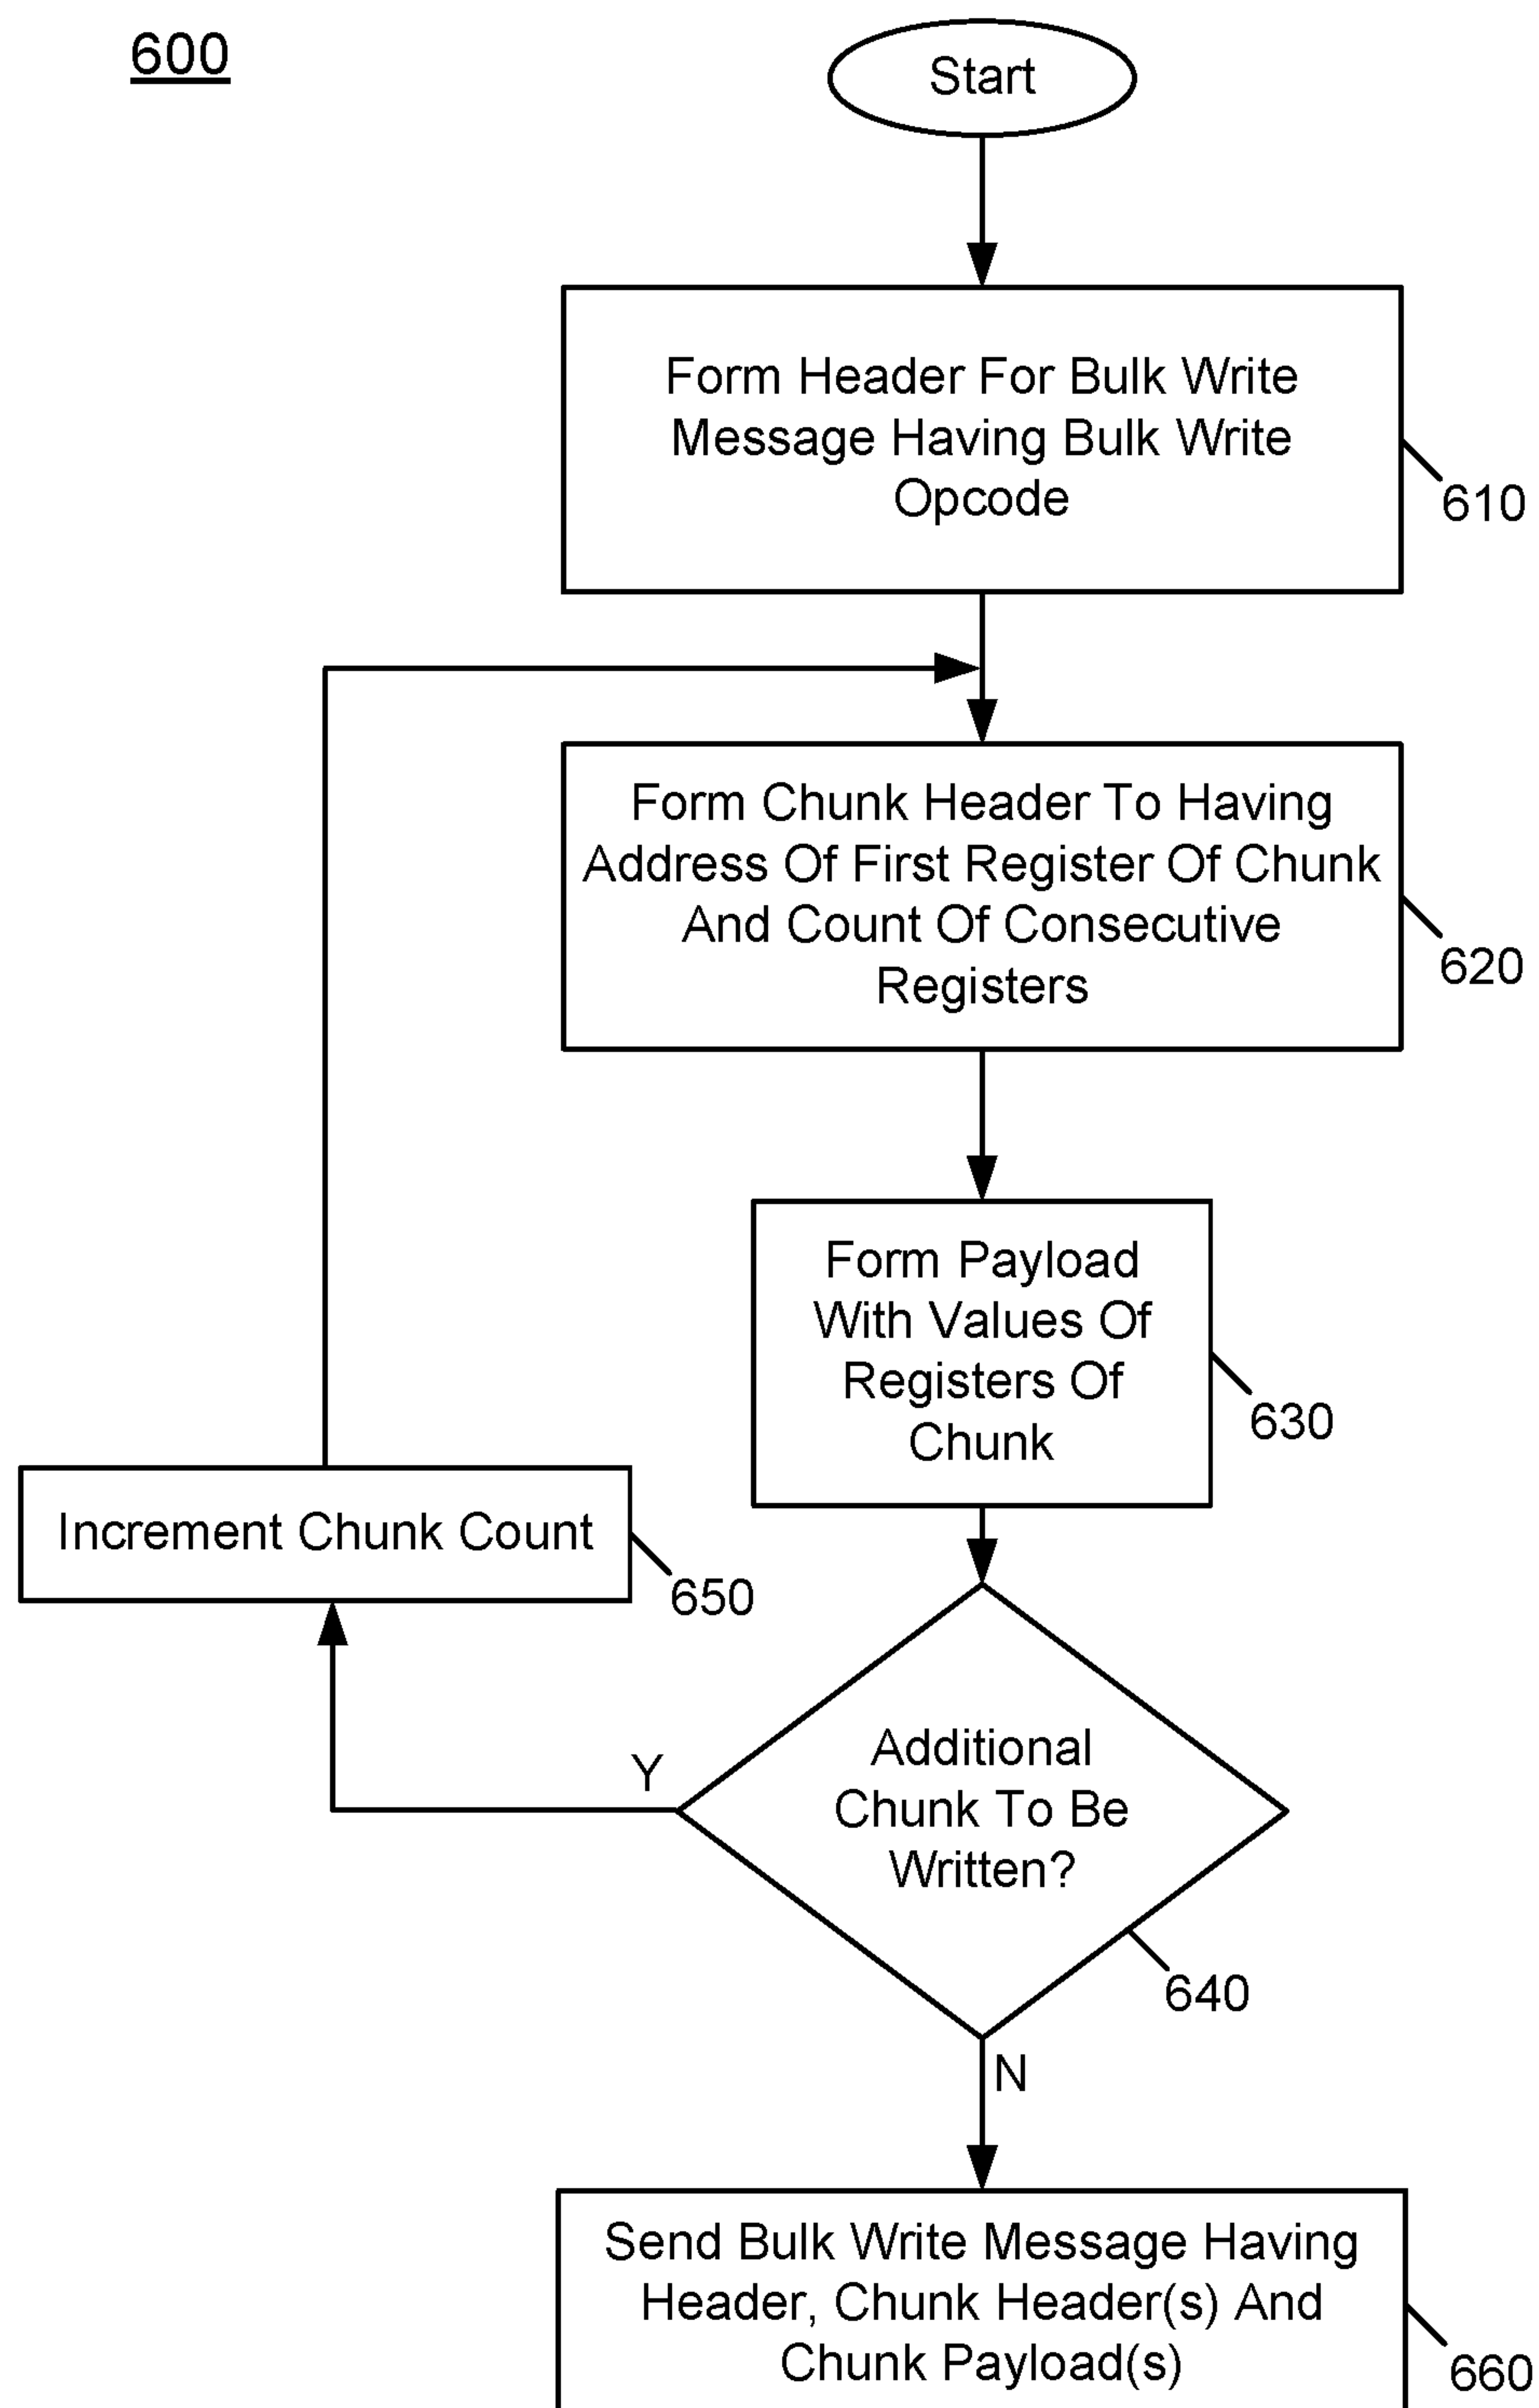 600
Start
Form Header For Bulk Write
Message Having Bulk Write
Opcode
610
Form Chunk Header To Having
Address Of First Register Of Chunk
And Count Of Consecutive
Registers
620
Form Payload
With Values Of
Registers Of
Chunk
630
Increment Chunk Count
650
Additional
Chunk To Be
Written?
Y
640
N
Send Bulk Write Message Having
Header, Chunk Header(s) And
Chunk Payload(s)
660